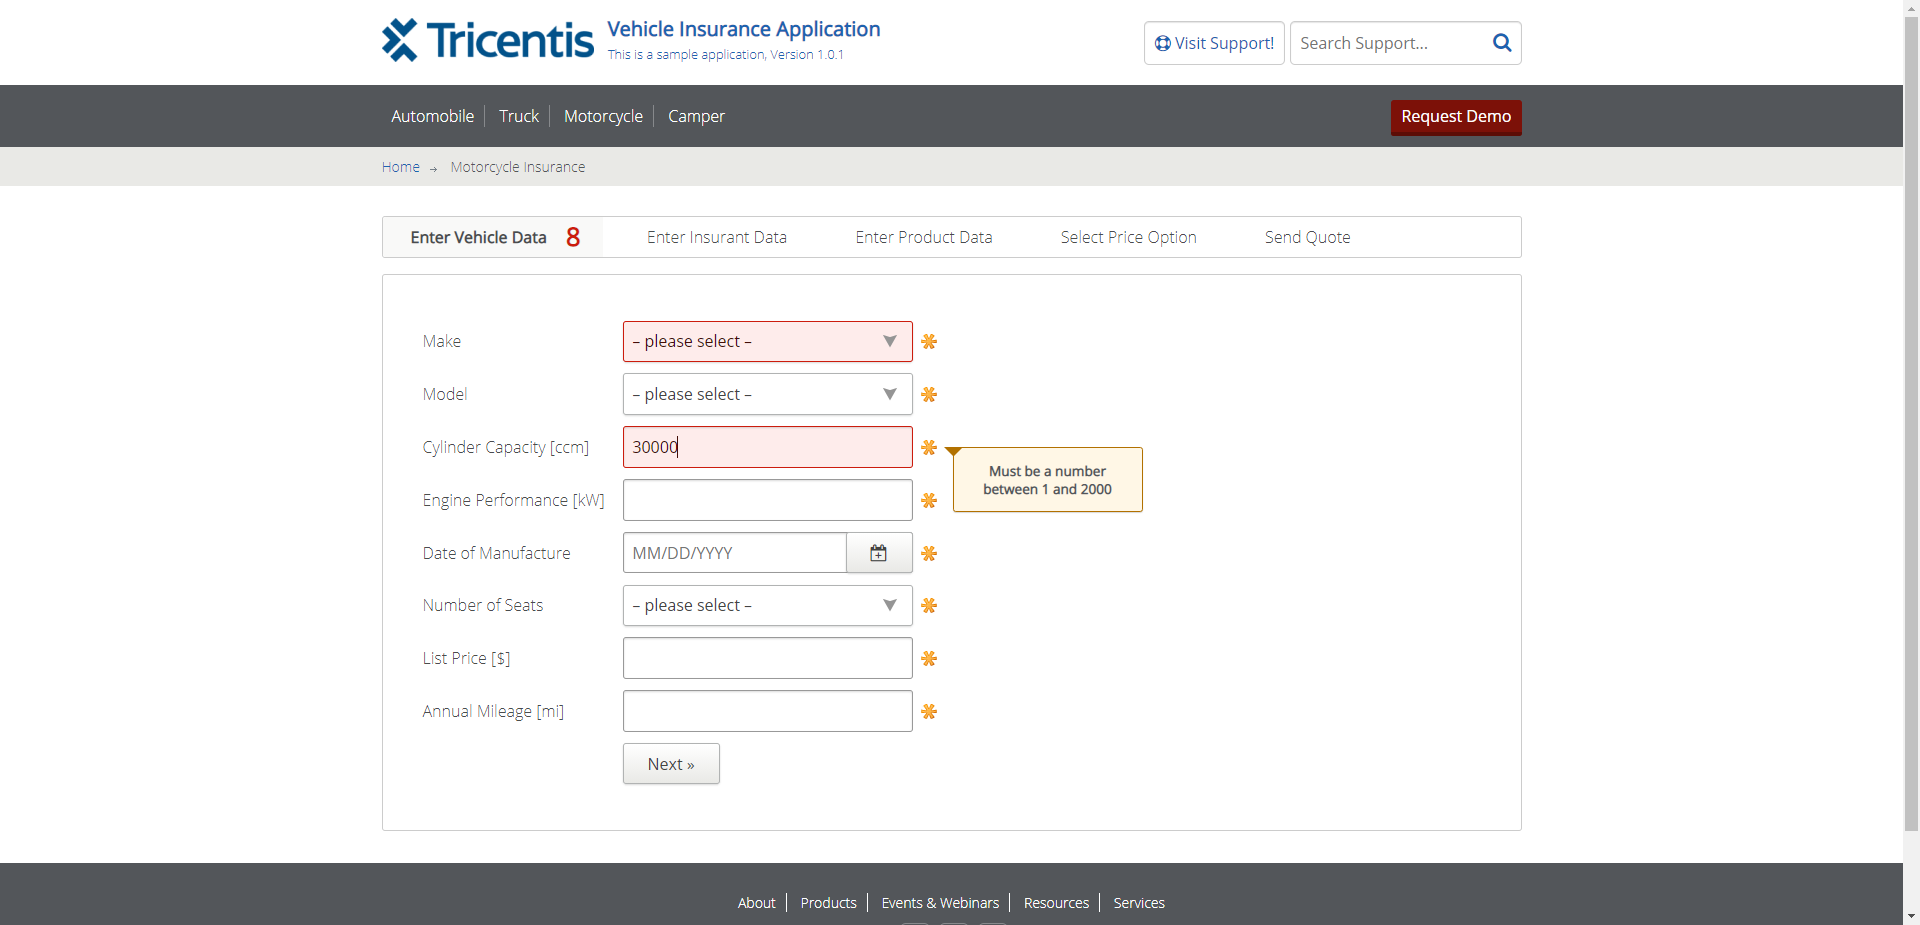 Tricentis
Vehicle Insurance Application
This is a sample application, Version 1.0.1
Visit Support!
Search Support...
Automobile
Truck
Motorcycle
Camper
Request Demo
Home → Motorcycle Insurance
Enter Vehicle Data 8
Enter Insurant Data
Enter Product Data
Select Price Option
Send Quote
Make
– please select –
Model
– please select –
Cylinder Capacity [ccm]
30000
Must be a number
between 1 and 2000
Engine Performance [kW]
Date of Manufacture
MM/DD/YYYY
Number of Seats
– please select –
List Price [$]
Annual Mileage [mi]
Next »
About
Products
Events & Webinars
Resources
Services